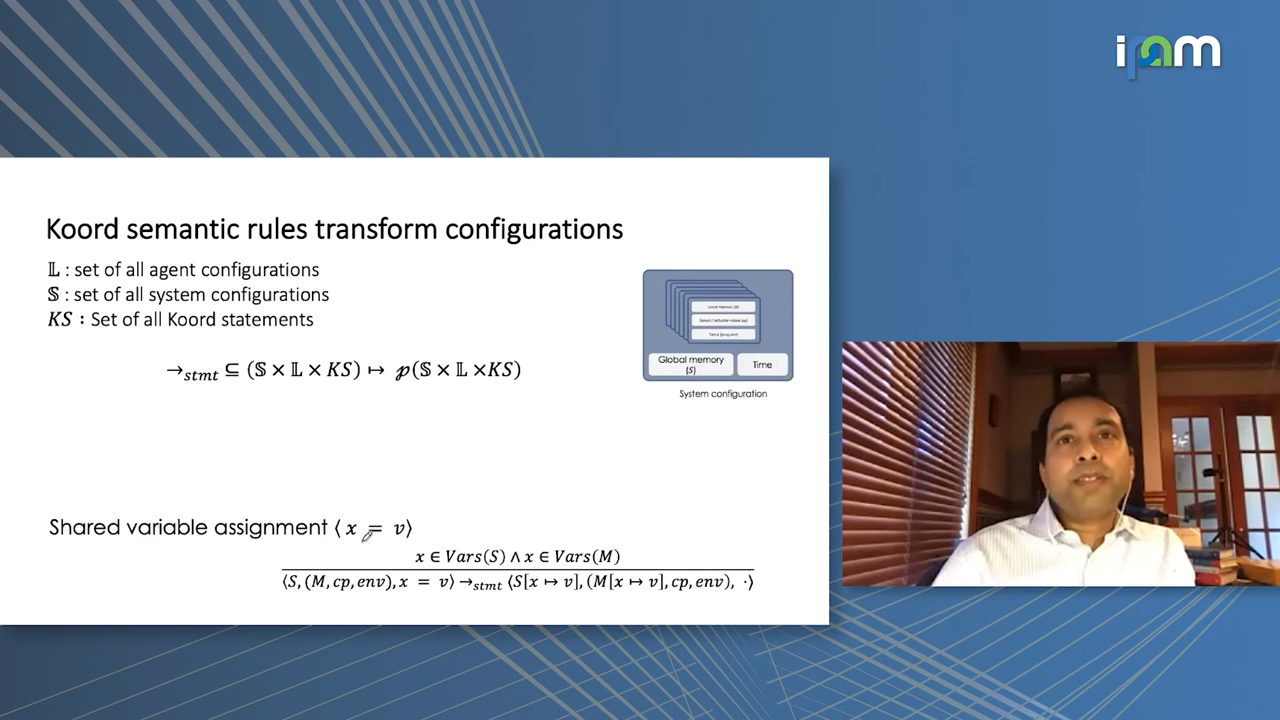 ipam
Koord semantic rules transform configurations
𝕃 : set of all agent configurations
𝕊 : set of all system configurations
KS : Set of all Koord statements
→stmt ⊆ (𝕊 × 𝕃 × KS) ↦ 𝓅(𝕊 × 𝕃 ×KS)
Local memory (M)
Global memory
(S)
Time
System configuration
Shared variable assignment ⟨ x = v⟩
x ∈ Vars(S) ∧ x ∈ Vars(M)
⟨S, (M, cp, env), x = v⟩ →stmt ⟨S[x ↦ v], (M[x ↦ v], cp, env), ·⟩